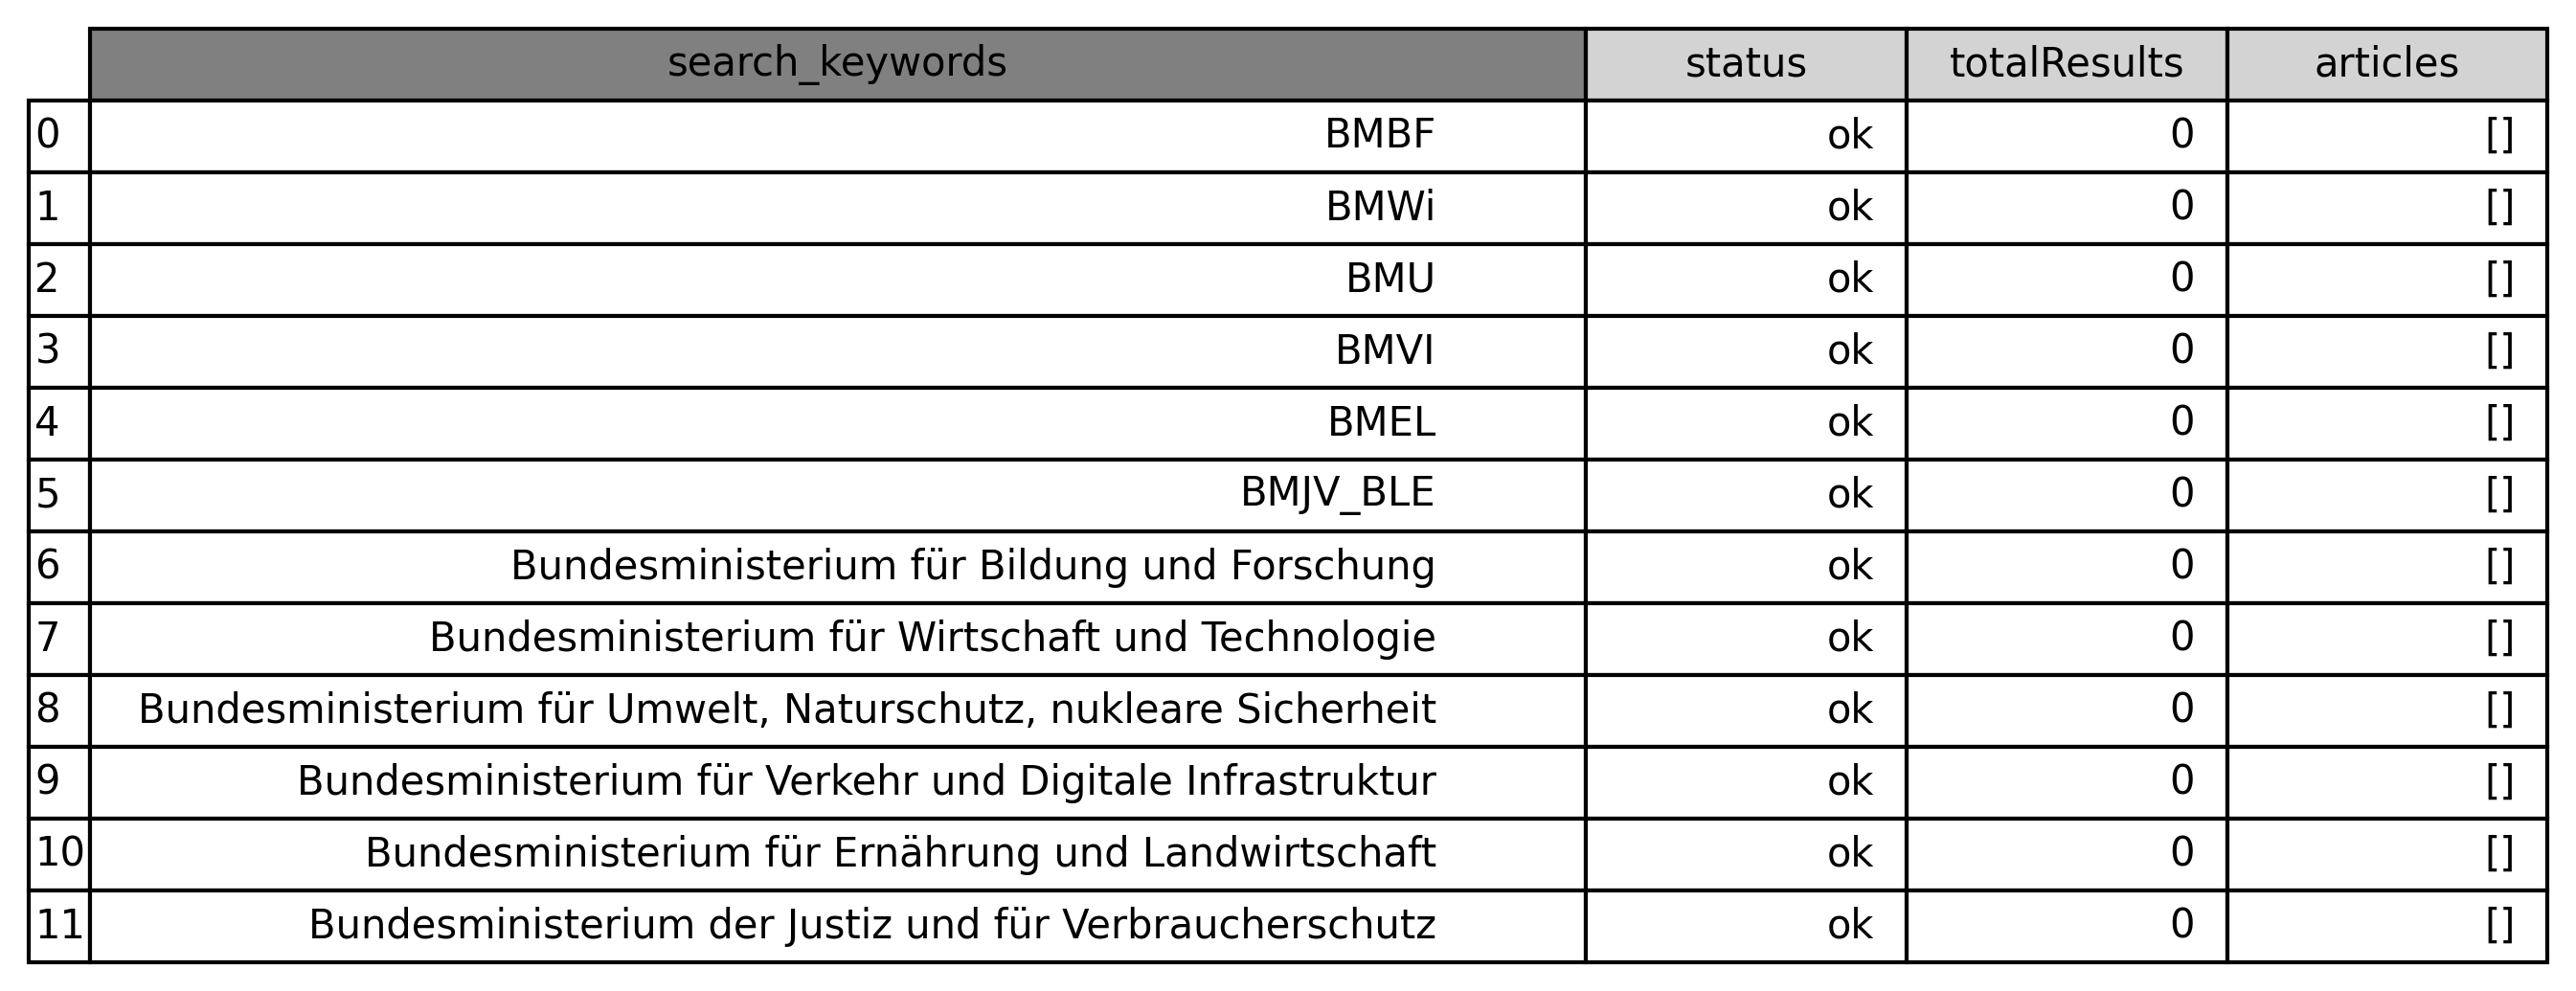 search_keywords status totalResults articles
0 BMBF ok 0 []
1 BMWi ok 0 []
2 BMU ok 0 []
3 BMVI ok 0 []
4 BMEL ok 0 []
5 BMJV_BLE ok 0 []
6 Bundesministerium für Bildung und Forschung ok 0 []
7 Bundesministerium für Wirtschaft und Technologie ok 0 []
8 Bundesministerium für Umwelt, Naturschutz, nukleare Sicherheit ok 0 []
9 Bundesministerium für Verkehr und Digitale Infrastruktur ok 0 []
10 Bundesministerium für Ernährung und Landwirtschaft ok 0 []
11 Bundesministerium der Justiz und für Verbraucherschutz ok 0 []